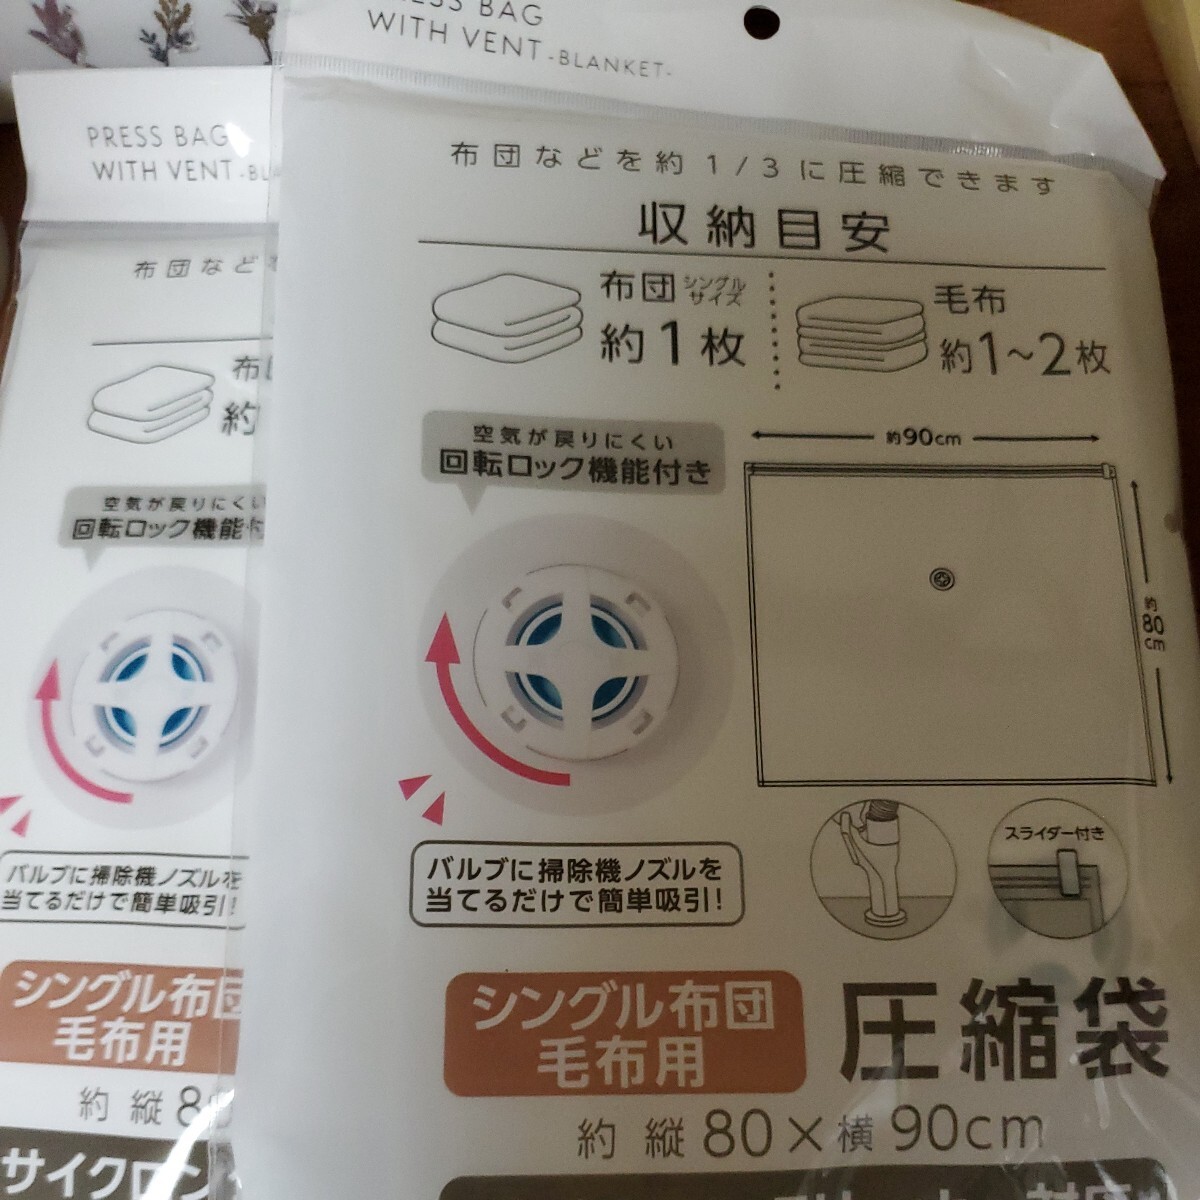 PRESS BAG
WITH VENT -BLANKET-
布団などを約1/3に圧縮できます
収納目安
布団 シングルサイズ
約1枚
毛布
約1~2枚
空気が戻りにくい
回転ロック機能付き
約90cm
約80cm
スライダー付き
バルブに掃除機ノズルを
当てるだけで簡単吸引!
シングル布団
毛布用
圧縮袋
約 縦 80×横 90cm
PRESS BAG
WITH VENT
布団など
約
空気が戻りにくい
回転ロック機能
バルブに掃除機ノズルを
当てるだけで簡単吸引!
シングル布団
毛布用
約 縦 8
サイクロン